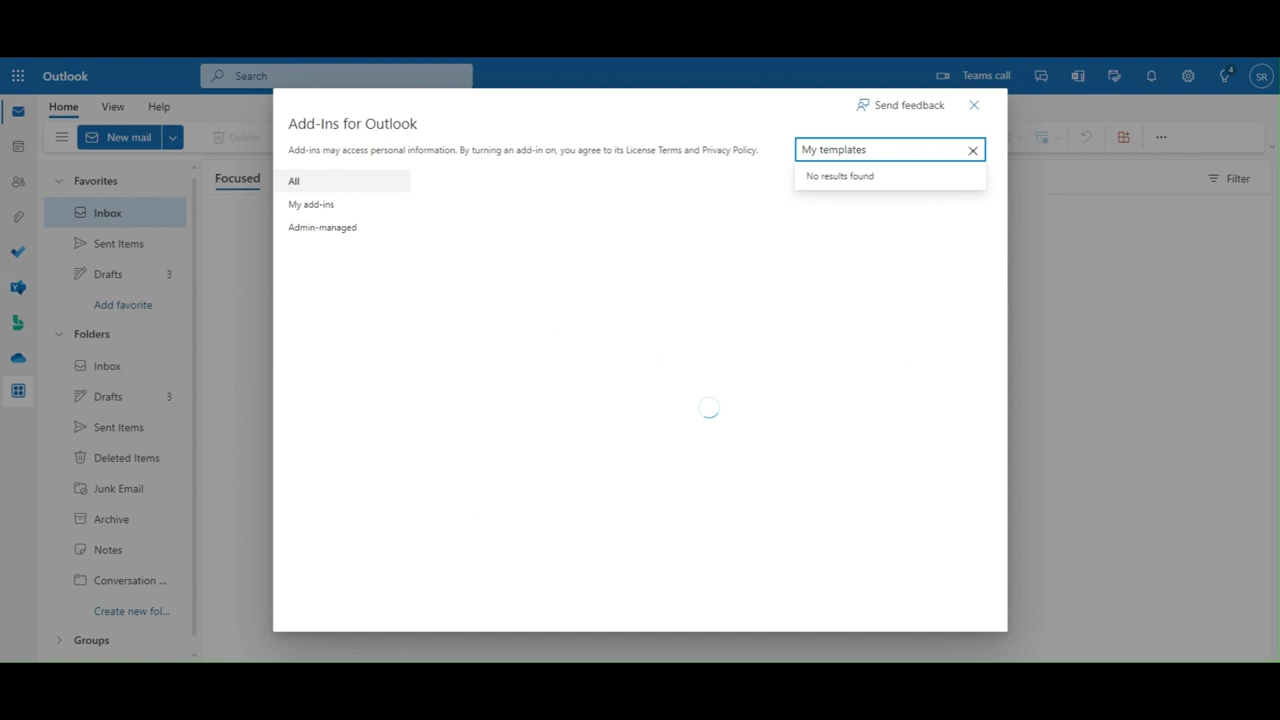 Outlook
Search
Teams call
4
SR
Home
View
Help
New mail
Delete
Favorites
Inbox
Sent Items
Drafts 3
Add favorite
Folders
Inbox
Drafts 3
Sent Items
Deleted Items
Junk Email
Archive
Notes
Conversation ...
Create new fol...
Groups
Focused
Filter
Send feedback
Add-Ins for Outlook
Add-ins may access personal information. By turning an add-in on, you agree to its License Terms and Privacy Policy.
My templates
No results found
All
My add-ins
Admin-managed